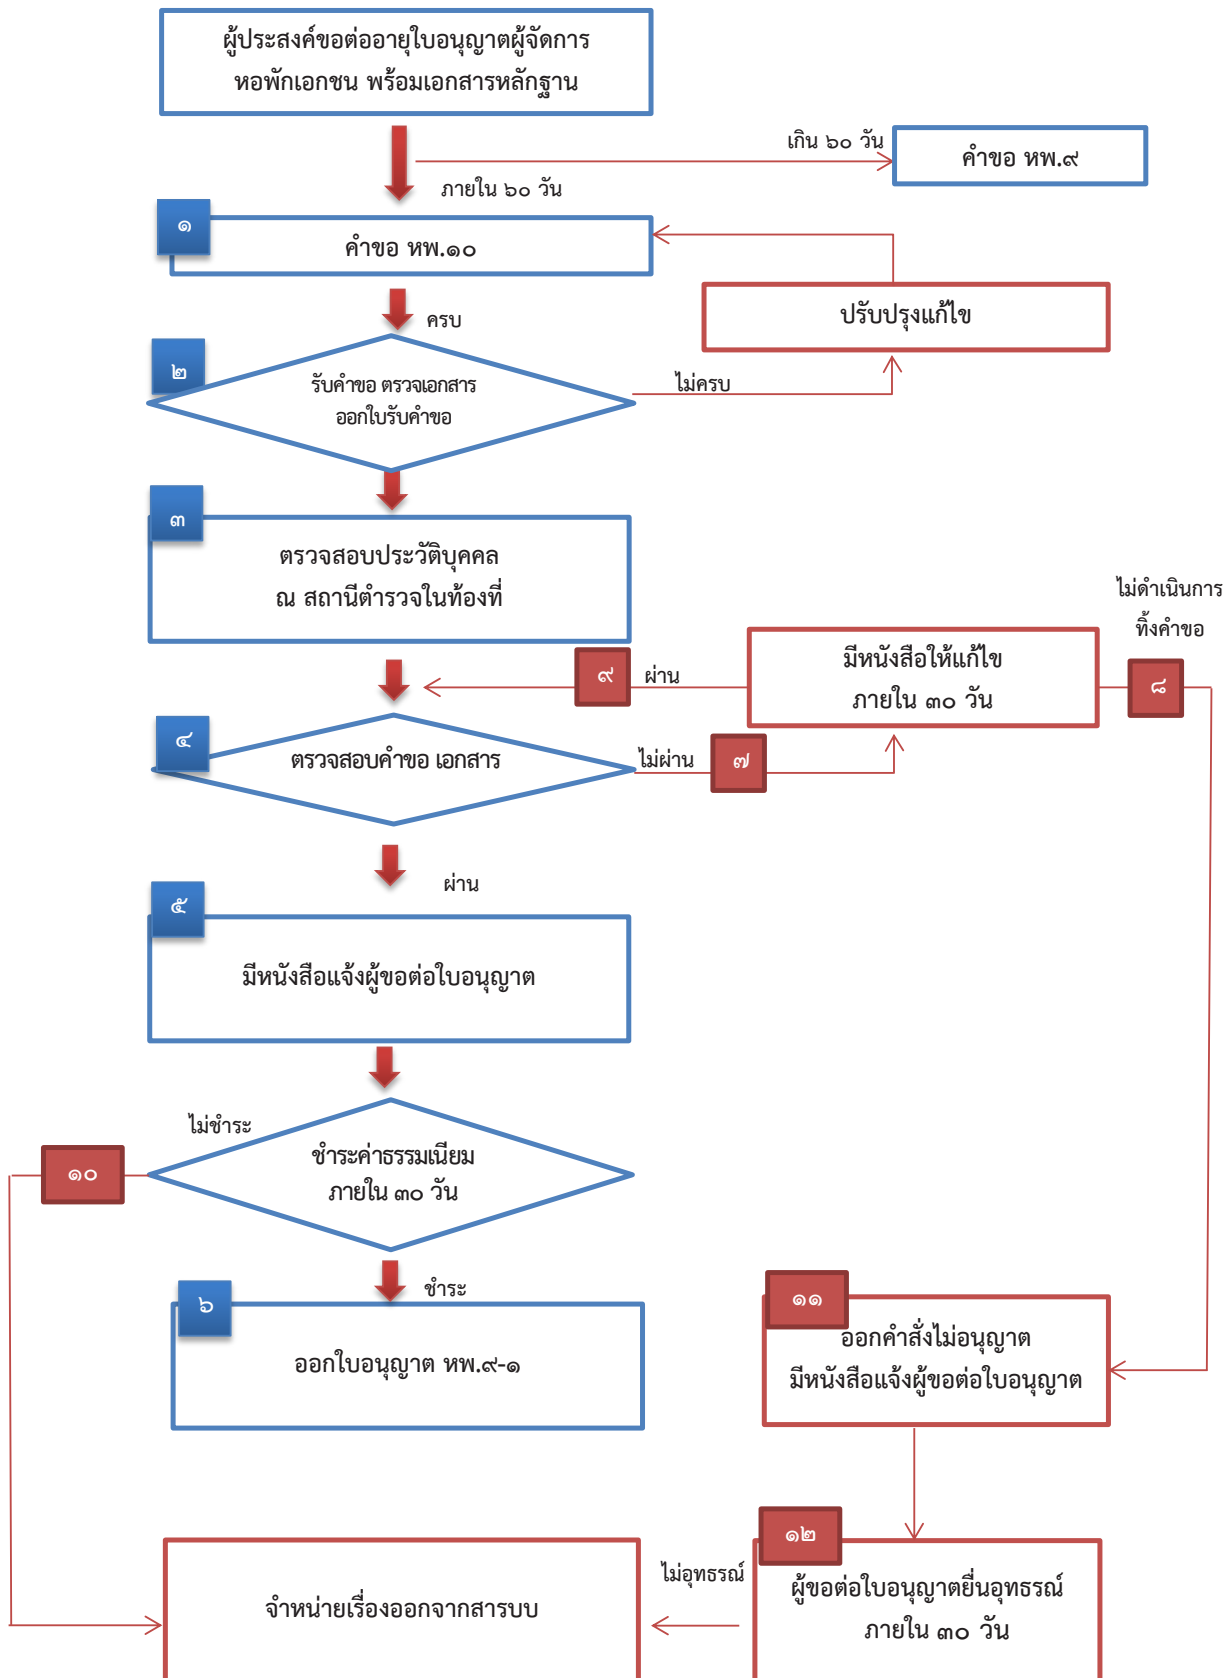 ผู้ประสงค์ขอต่ออายุใบอนุญาตผู้จัดการ
หอพักเอกชน พร้อมเอกสารหลักฐาน
เกิน ๖๐ วัน
คำขอ หพ.๙
ภายใน ๖๐ วัน
๑
คำขอ หพ.๑๐
ปรับปรุงแก้ไข
ครบ
๒
รับคำขอ ตรวจเอกสาร
ออกใบรับคำขอ
ไม่ครบ
๓
ตรวจสอบประวัติบุคคล
ณ สถานีตำรวจในท้องที่
ไม่ดำเนินการ
ทิ้งคำขอ
มีหนังสือให้แก้ไข
ภายใน ๓๐ วัน
๙
ผ่าน
๘
๔
ตรวจสอบคำขอ เอกสาร
ไม่ผ่าน
๗
ผ่าน
๕
มีหนังสือแจ้งผู้ขอต่อใบอนุญาต
ไม่ชำระ
๑๐
ชำระค่าธรรมเนียม
ภายใน ๓๐ วัน
ชำระ
๖
ออกใบอนุญาต หพ.๙-๑
๑๑
ออกคำสั่งไม่อนุญาต
มีหนังสือแจ้งผู้ขอต่อใบอนุญาต
๑๒
ผู้ขอต่อใบอนุญาตยื่นอุทธรณ์
ภายใน ๓๐ วัน
ไม่อุทธรณ์
จำหน่ายเรื่องออกจากสารบบ